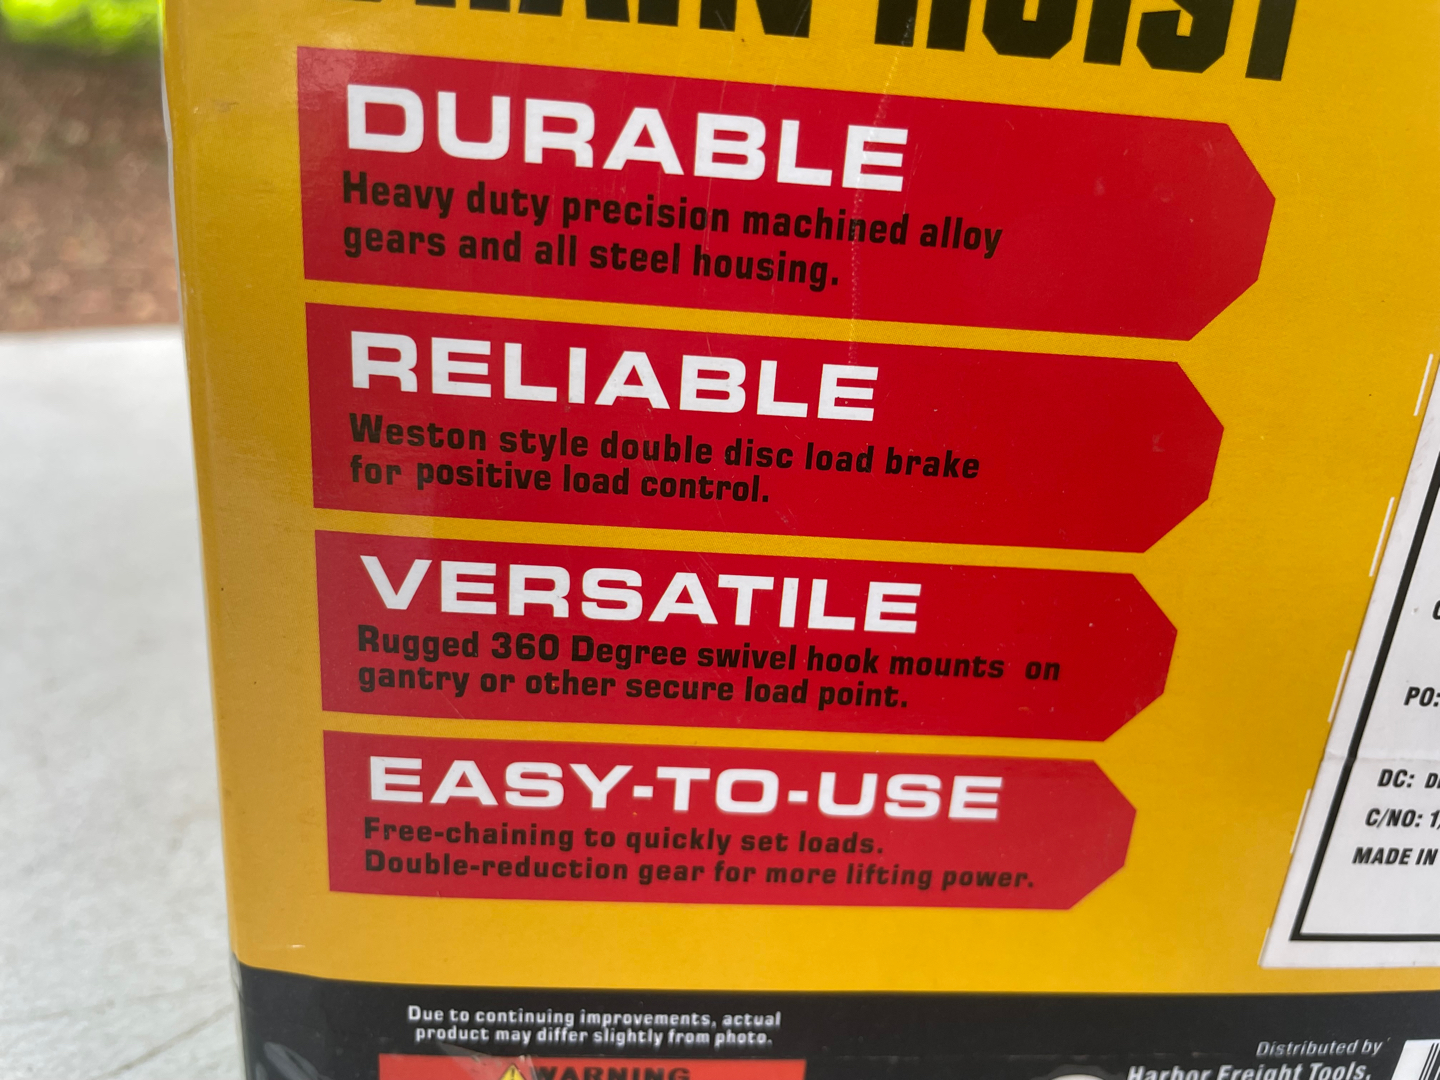 HOIST
DURABLE
Heavy duty precision machined alloy
gears and all steel housing.
RELIABLE
Weston style double disc load brake
for positive load control.
VERSATILE
Rugged 360 Degree swivel hook mounts on
gantry or other secure load point.
EASY-TO-USE
Free-chaining to quickly set loads.
Double-reduction gear for more lifting power.
PO:
DC:
C/NO:
MADE IN
Due to continuing improvements, actual
product may differ slightly from photo.
WARNING
Distributed by
Harbor Freight Tools,